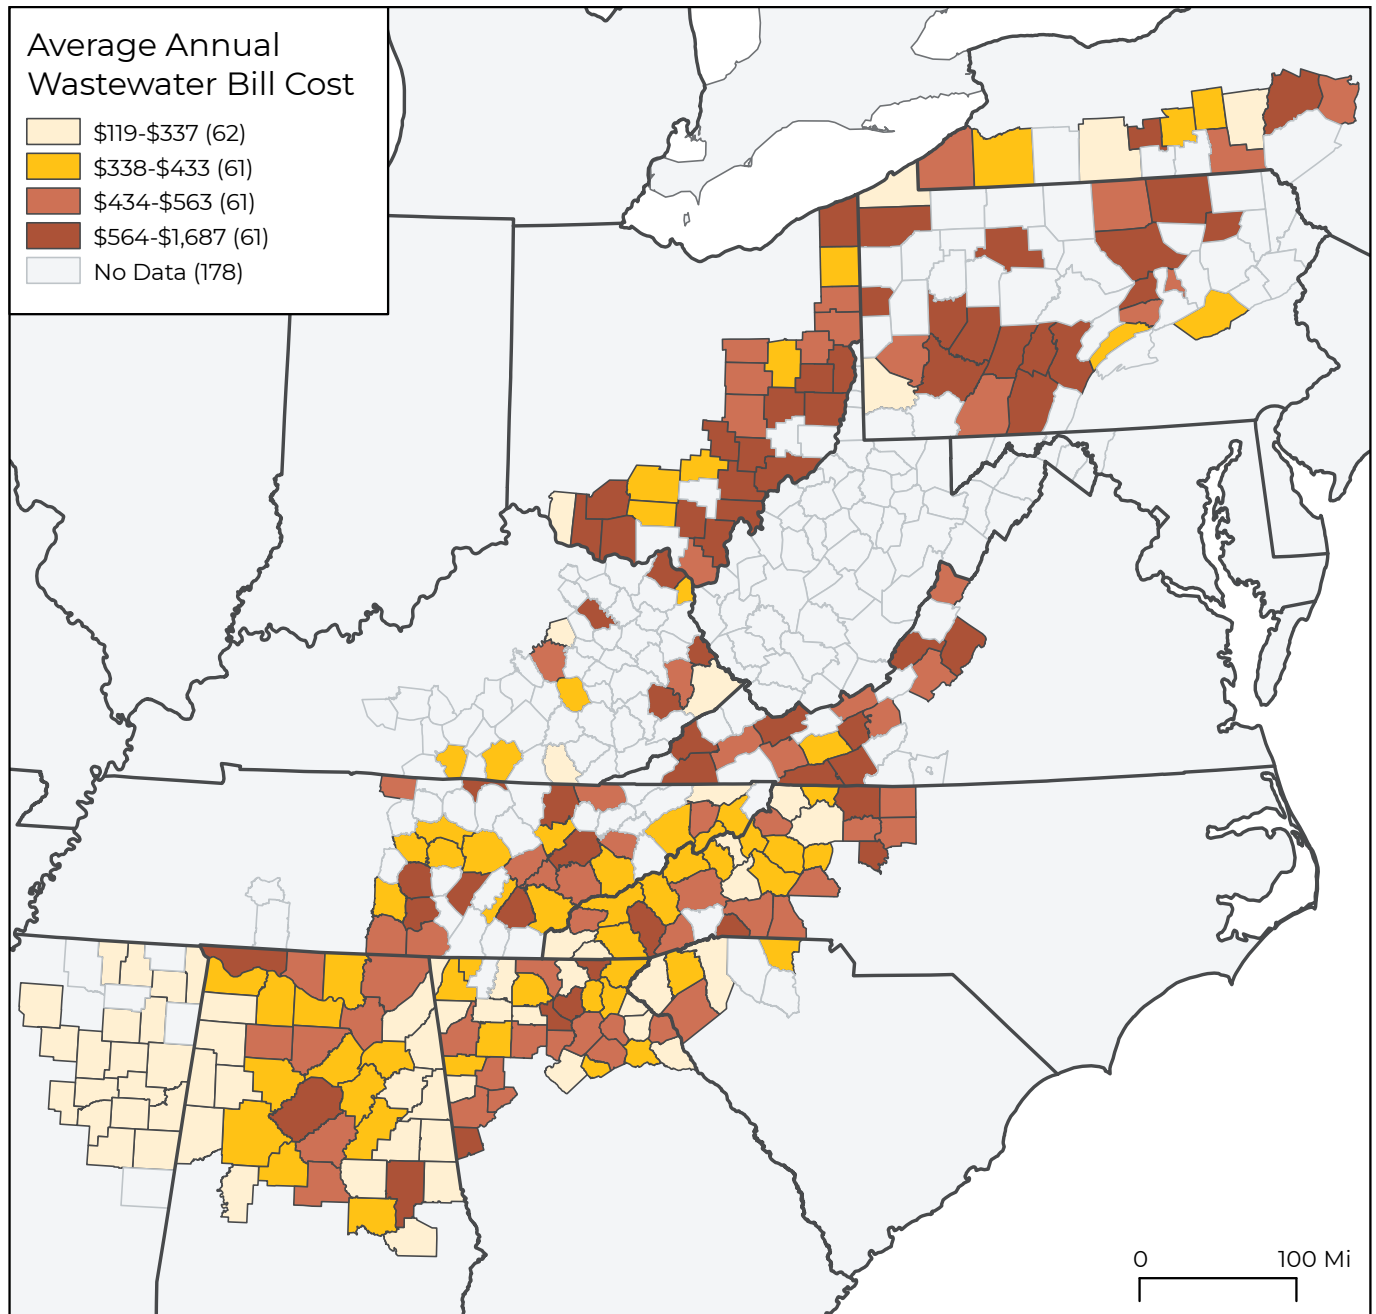 Average Annual
Wastewater Bill Cost
$119-$337 (62)
$338-$433 (61)
$434-$563 (61)
$564-$1,687 (61)
No Data (178)
0 100 Mi